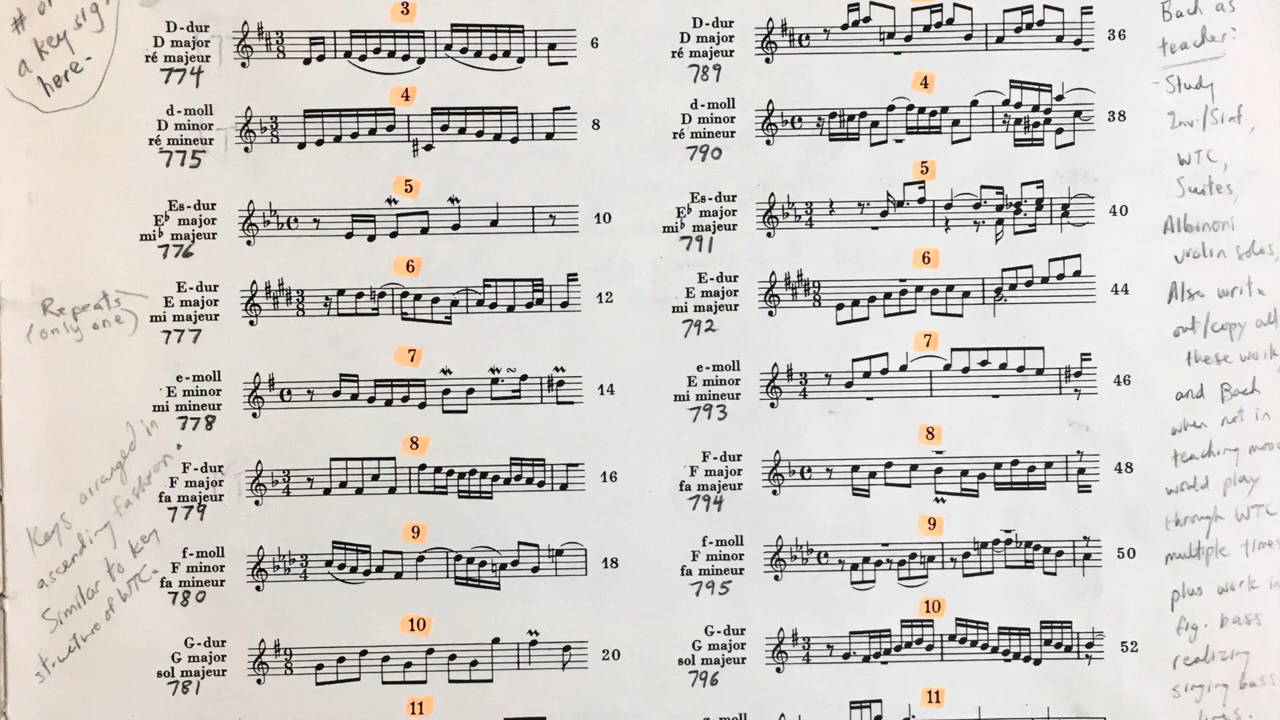 # of
a key sig.
here.
3
D-dur
D major
ré majeur
774
6
4
d-moll
D minor
ré mineur
775
8
5
Es-dur
E♭ major
mi♭ majeur
776
10
6
E-dur
E major
mi majeur
777
12
Repeats
(only one)
7
e-moll
E minor
mi mineur
778
14
8
F-dur
F major
fa majeur
779
16
9
f-moll
F minor
fa mineur
780
18
10
G-dur
G major
sol majeur
781
20
11
Keys arranged in
ascending fashion.
Similar to key
structure of WTC.
D-dur
D major
ré majeur
789
36
4
d-moll
D minor
ré mineur
790
38
5
Es-dur
E♭ major
mi♭ majeur
791
40
6
E-dur
E major
mi majeur
792
44
7
e-moll
E minor
mi mineur
793
46
8
F-dur
F major
fa majeur
794
48
9
f-moll
F minor
fa mineur
795
50
10
G-dur
G major
sol majeur
796
52
11
g-moll
Bach as
teacher:
- Study
Inv./Sinf.,
WTC,
Suites,
Albinoni
violin solos,
Also write
out/copy all
these work
and Bach
when not in
teaching mood
would play
through WTC
multiple times
plus work in
fig. bass
realizing
singing bass
lines.